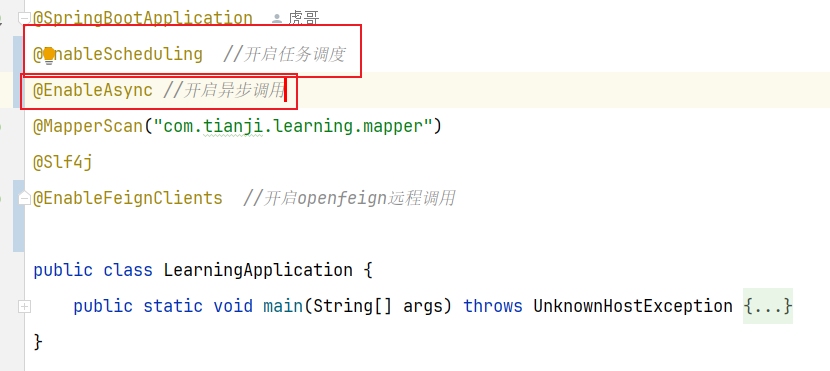 @SpringBootApplication 虎哥
@EnableScheduling //开启任务调度
@EnableAsync //开启异步调用
@MapperScan("com.tianji.learning.mapper")
@Slf4j
@EnableFeignClients //开启openfeign远程调用
public class LearningApplication {
public static void main(String[] args) throws UnknownHostException {...}
}